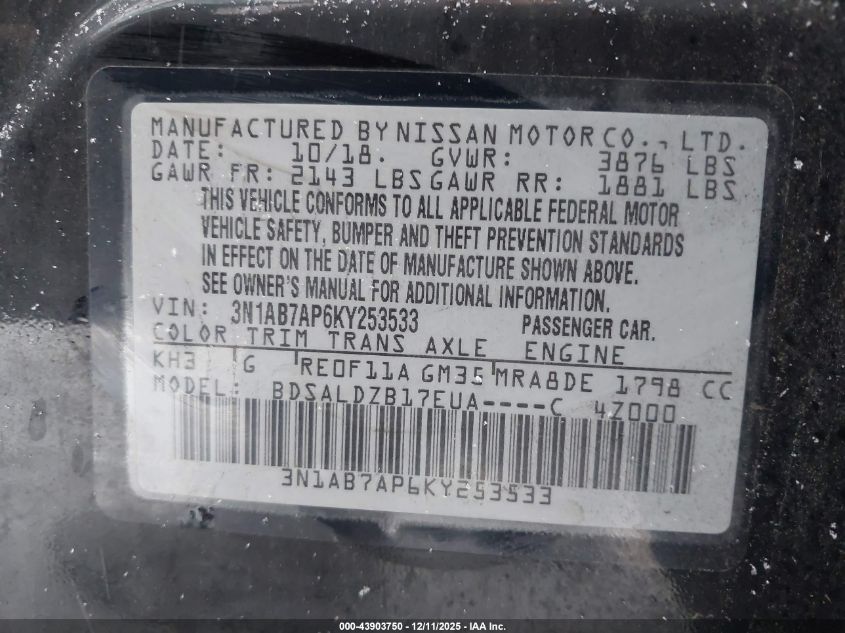 MANUFACTURED BY NISSAN MOTOR CO., LTD.
DATE: 10/18. GVWR: 3876 LBS
GAWR FR: 2143 LBS GAWR RR: 1881 LBS
THIS VEHICLE CONFORMS TO ALL APPLICABLE FEDERAL MOTOR
VEHICLE SAFETY, BUMPER AND THEFT PREVENTION STANDARDS
IN EFFECT ON THE DATE OF MANUFACTURE SHOWN ABOVE.
SEE OWNER'S MANUAL FOR ADDITIONAL INFORMATION.
VIN: 3N1AB7AP6KY253533 PASSENGER CAR.
COLOR TRIM TRANS AXLE ENGINE
KH3 G RE0F11A GM35 MRA8DE 1798 CC
MODEL: BDSALDZB17EUA----C 4Z000
3N1AB7AP6KY253533
000-43903750 - 12/11/2025 - IAA Inc.